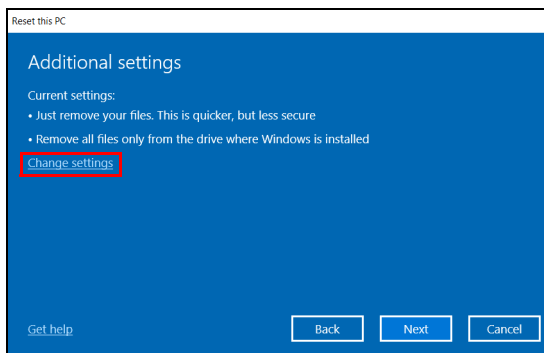 Reset this PC
Additional settings
Current settings:
• Just remove your files. This is quicker, but less secure
• Remove all files only from the drive where Windows is installed
Change settings
Get help
Back
Next
Cancel